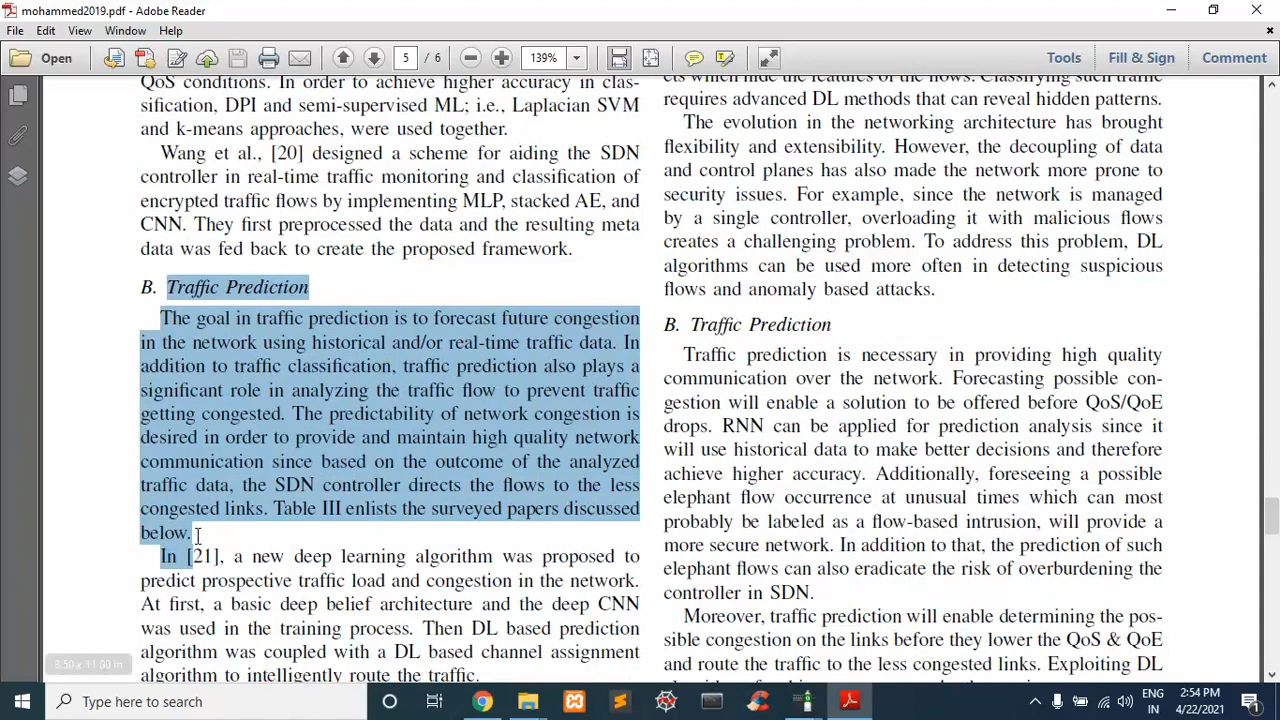 mohammed2019.pdf - Adobe Reader
File Edit View Window Help
Open 5 / 6 139% Tools Fill & Sign Comment
QoS conditions. In order to achieve higher accuracy in clas-
sification, DPI and semi-supervised ML; i.e., Laplacian SVM
and k-means approaches, were used together.
Wang et al., [20] designed a scheme for aiding the SDN
controller in real-time traffic monitoring and classification of
encrypted traffic flows by implementing MLP, stacked AE, and
CNN. They first preprocessed the data and the resulting meta
data was fed back to create the proposed framework.
B. Traffic Prediction
The goal in traffic prediction is to forecast future congestion
in the network using historical and/or real-time traffic data. In
addition to traffic classification, traffic prediction also plays a
significant role in analyzing the traffic flow to prevent traffic
getting congested. The predictability of network congestion is
desired in order to provide and maintain high quality network
communication since based on the outcome of the analyzed
traffic data, the SDN controller directs the flows to the less
congested links. Table III enlists the surveyed papers discussed
below.
In [21], a new deep learning algorithm was proposed to
predict prospective traffic load and congestion in the network.
At first, a basic deep belief architecture and the deep CNN
was used in the training process. Then DL based prediction
algorithm was coupled with a DL based channel assignment
algorithm to intelligently route the traffic.
8.50 x 11.00 in
ects which hide the features of the flows. Classifying such traffic
requires advanced DL methods that can reveal hidden patterns.
The evolution in the networking architecture has brought
flexibility and extensibility. However, the decoupling of data
and control planes has also made the network more prone to
security issues. For example, since the network is managed
by a single controller, overloading it with malicious flows
creates a challenging problem. To address this problem, DL
algorithms can be used more often in detecting suspicious
flows and anomaly based attacks.
B. Traffic Prediction
Traffic prediction is necessary in providing high quality
communication over the network. Forecasting possible con-
gestion will enable a solution to be offered before QoS/QoE
drops. RNN can be applied for prediction analysis since it
will use historical data to make better decisions and therefore
achieve higher accuracy. Additionally, foreseeing a possible
elephant flow occurrence at unusual times which can most
probably be labeled as a flow-based intrusion, will provide a
more secure network. In addition to that, the prediction of such
elephant flows can also eradicate the risk of overburdening the
controller in SDN.
Moreover, traffic prediction will enable determining the pos-
sible congestion on the links before they lower the QoS & QoE
and route the traffic to the less congested links. Exploiting DL
Type here to search
ENG
IN
2:54 PM
4/22/2021
1